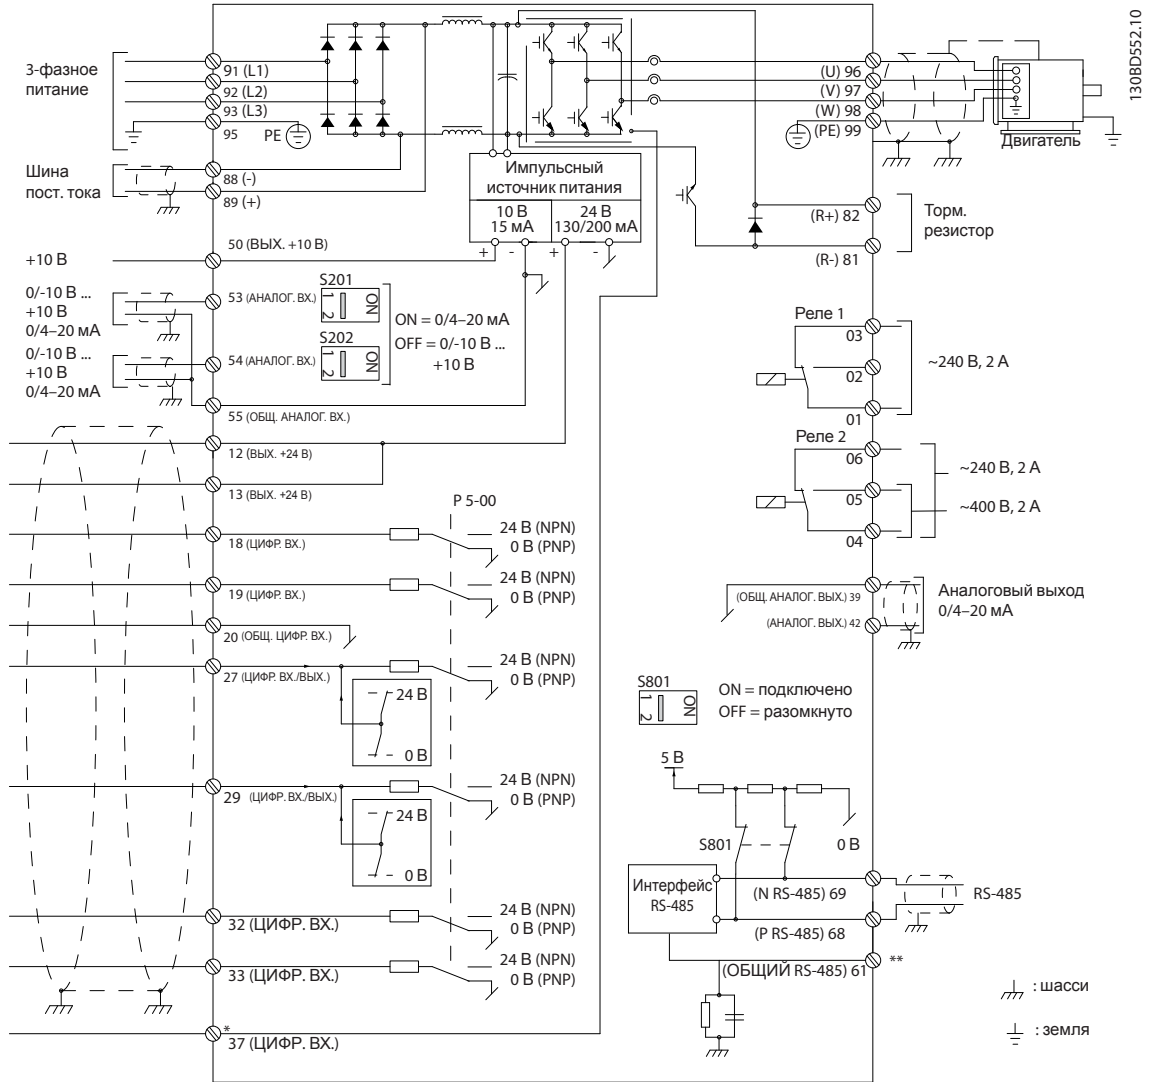 130BD552.10
3-фазное
питание
91 (L1)
92 (L2)
93 (L3)
95
PE
Шина
пост. тока
88 (-)
89 (+)
Импульсный
источник питания
10 В
15 мА
24 В
130/200 мА
+ - + -
(U) 96
(V) 97
(W) 98
(PE) 99
Двигатель
(R+) 82
(R-) 81
Торм.
резистор
+10 В
50 (ВЫХ. +10 В)
0/-10 В ...
+10 В
0/4–20 мА
53 (АНАЛОГ. ВХ.)
0/-10 В...
+10 В
0/4–20 мА
54 (АНАЛОГ. ВХ.)
55 (ОБЩ. АНАЛОГ. ВХ.)
S201
1 2
ON
S202
1 2
ON
ON = 0/4–20 мА
OFF = 0/-10 В ...
+10 В
Реле 1
03
02
01
~240 В, 2 А
Реле 2
06
05
04
~240 В, 2 А
~400 В, 2 А
12 (ВЫХ. +24 В)
13 (ВЫХ. +24 В)
P 5-00
18 (ЦИФР. ВХ.)
24 В (NPN)
0 В (PNP)
19 (ЦИФР. ВХ.)
24 В (NPN)
0 В (PNP)
20 (ОБЩ. ЦИФР. ВХ.)
27 (ЦИФР. ВХ./ВЫХ.)
24 В (NPN)
0 В (PNP)
24 В
0 В
29 (ЦИФР. ВХ./ВЫХ.)
24 В (NPN)
0 В (PNP)
24 В
0 В
32 (ЦИФР. ВХ.)
24 В (NPN)
0 В (PNP)
33 (ЦИФР. ВХ.)
24 В (NPN)
0 В (PNP)
*
37 (ЦИФР. ВХ.)
(ОБЩ. АНАЛОГ. ВЫХ.) 39
(АНАЛОГ. ВЫХ.) 42
Аналоговый выход
0/4–20 мА
S801
1 2
ON
ON = подключено
OFF = разомкнуто
5 В
S801
0 В
Интерфейс
RS-485
(N RS-485) 69
(P RS-485) 68
RS-485
(ОБЩИЙ RS-485) 61
**
: шасси
: земля